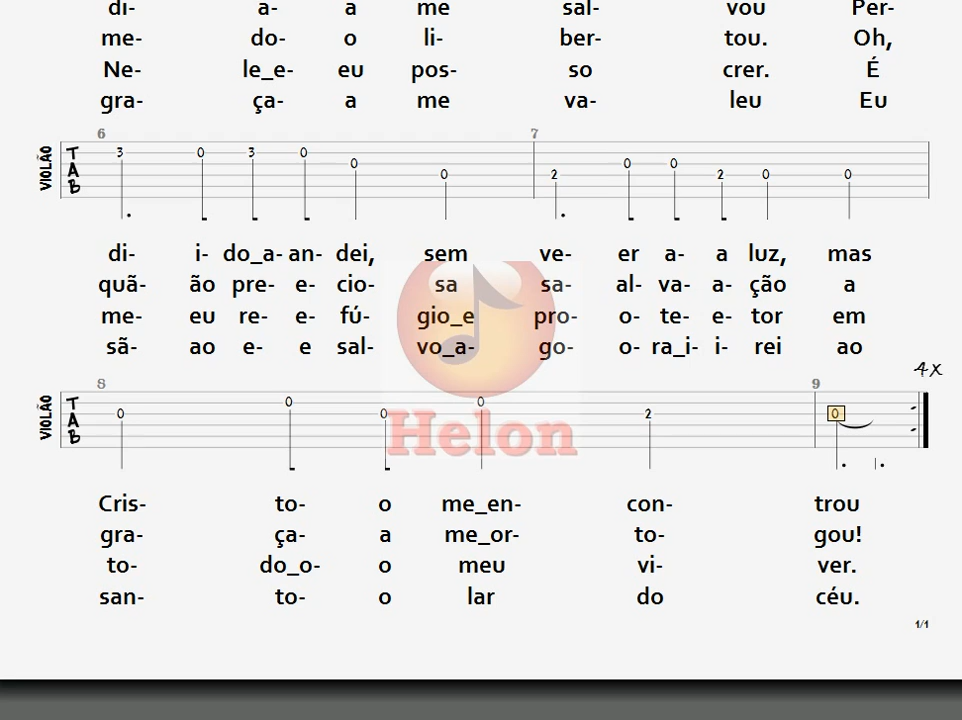 di- a- a me sal- vou Per-
me- do- o li- ber- tou. Oh,
Ne- le_e- eu pos- so crer. É
gra- ça- a me va- leu Eu
6 7
VIOLÃO TAB 3 0 3 0 0 0 2 0 0 2 0 0
di- i- do_a- an- dei, sem ve- er a- a luz, mas
quã- ão pre- e- cio- sa sa- al- va- a- ção a
me- eu re- e- fú- gio_e pro- o- te- e- tor em
sã- ao e- e sal- vo_a- go- o- ra_i- i- rei ao
4x
8 9
VIOLÃO TAB 0 0 0 0 2 0
Helon
Cris- to- o me_en- con- trou
gra- ça- a me_or- to- gou!
to- do_o- o meu vi- ver.
san- to- o lar do céu.
1/1